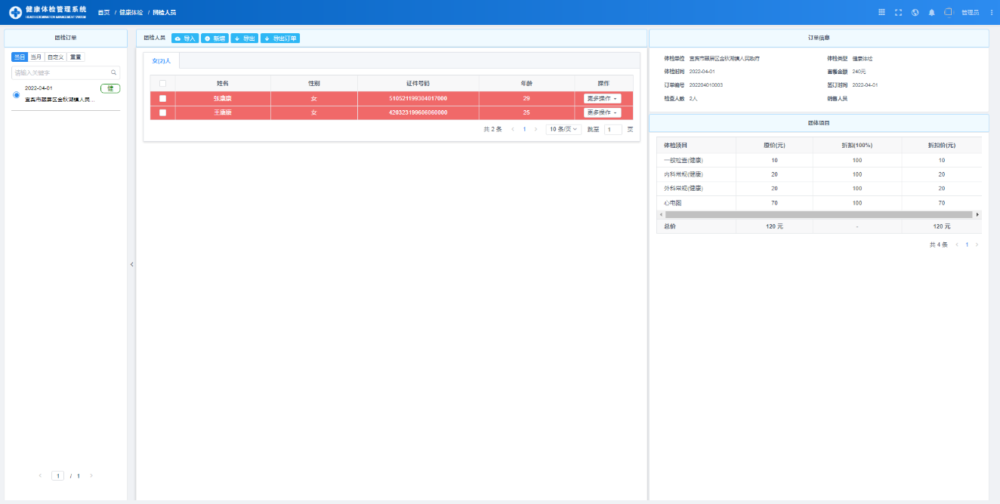 健康体检管理系统
HEALTH EXAMINATION MANAGEMENT SYSTEM
首页 / 健康体检 / 团检人员
管理员
团检订单
当日 当月 自定义 重置
请输入关键字
2022-04-01 健
宜宾市翠屏区金秋湖镇人民...
< 1 / 1 >
团检人员 导入 新增 导出 导出订单
女(2)人
姓名 性别 证件号码 年龄 操作
张康康 女 510521199304017000 29 更多操作
王康康 女 420323199606060000 25 更多操作
共 2 条 < 1 > 10 条/页 跳至 1 页
订单信息
体检单位 宜宾市翠屏区金秋湖镇人民政府 体检类型 健康体检
体检时间 2022-04-01 套餐金额 240元
订单编号 202204010003 签订时间 2022-04-01
检查人数 2人 销售人员
团体项目
体检项目 原价(元) 折扣(100%) 折扣价(元)
一般检查(健康) 10 100 10
内科常规(健康) 20 100 20
外科常规(健康) 20 100 20
心电图 70 100 70
总价 120 元 - 120 元
共 4 条 < 1 >